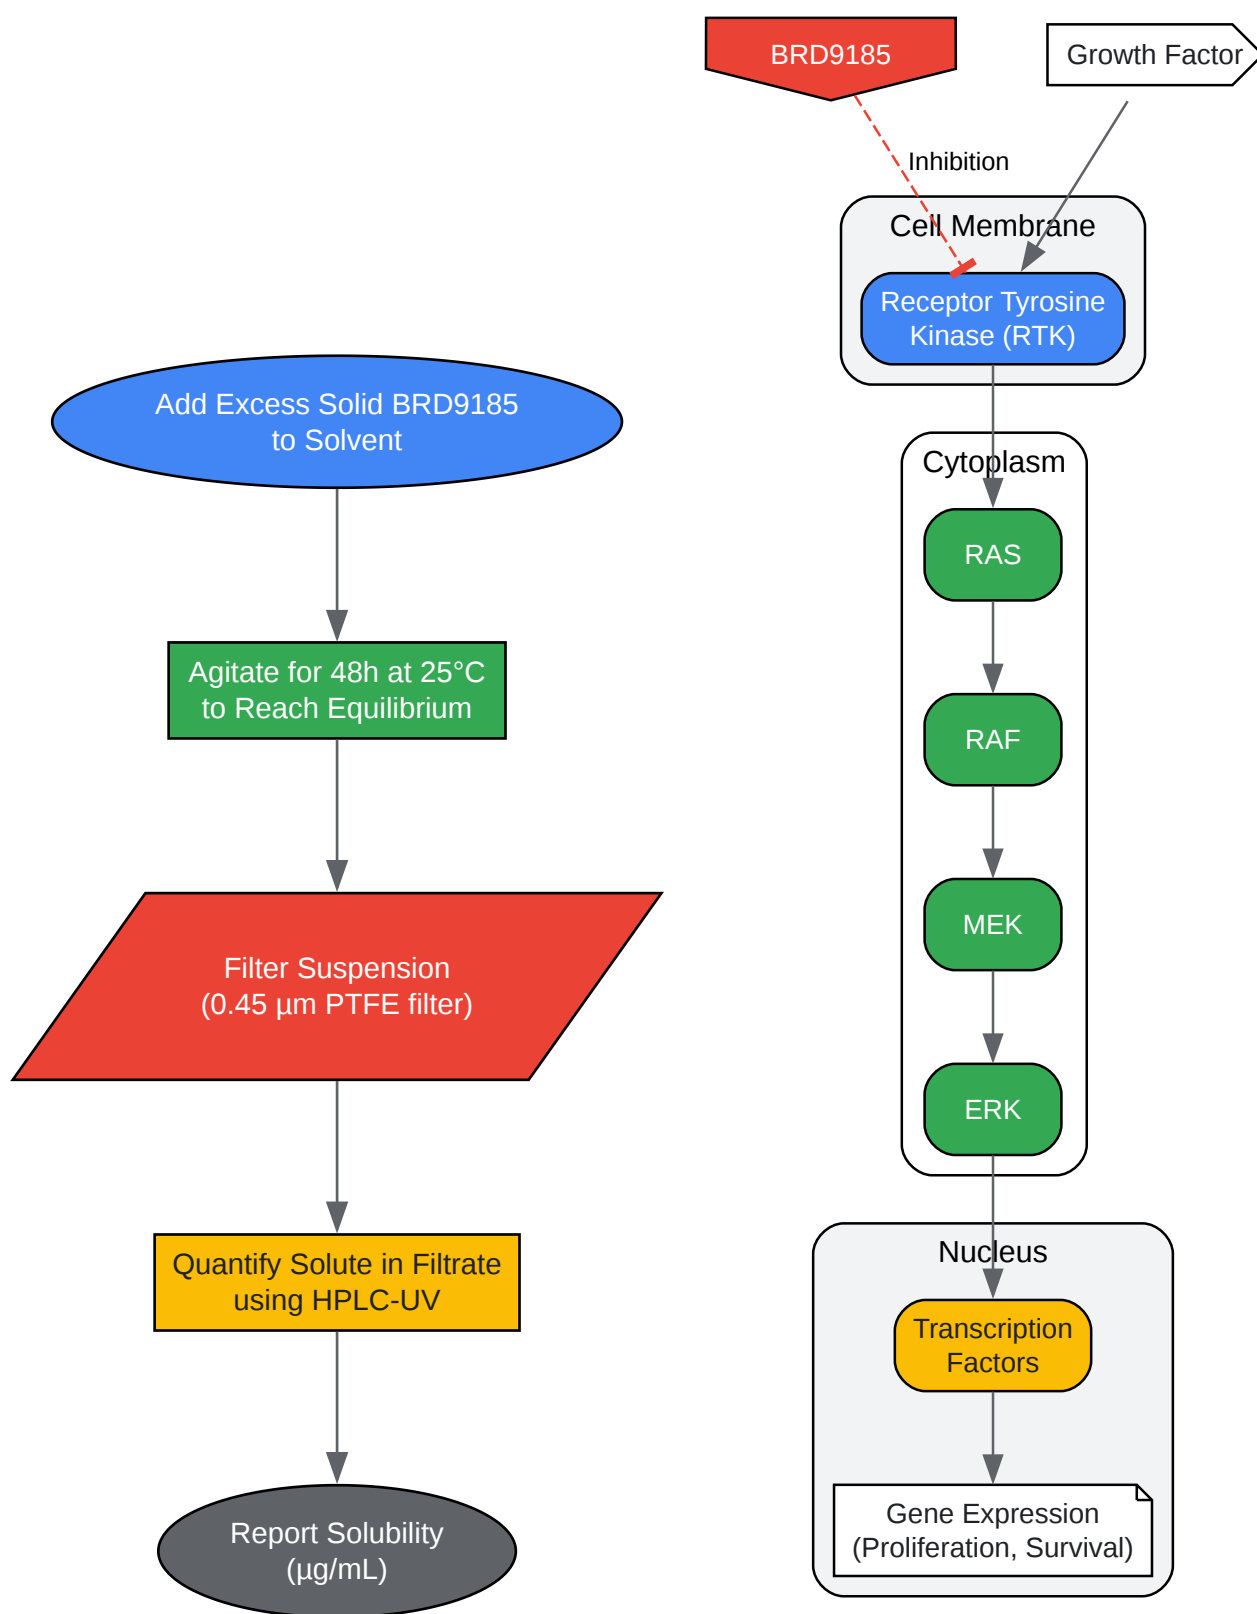 Add Excess Solid BRD9185
to Solvent
Agitate for 48h at 25°C
to Reach Equilibrium
Filter Suspension
(0.45 µm PTFE filter)
Quantify Solute in Filtrate
using HPLC-UV
Report Solubility
(µg/mL)
BRD9185
Growth Factor
Inhibition
Cell Membrane
Receptor Tyrosine
Kinase (RTK)
Cytoplasm
RAS
RAF
MEK
ERK
Nucleus
Transcription
Factors
Gene Expression
(Proliferation, Survival)